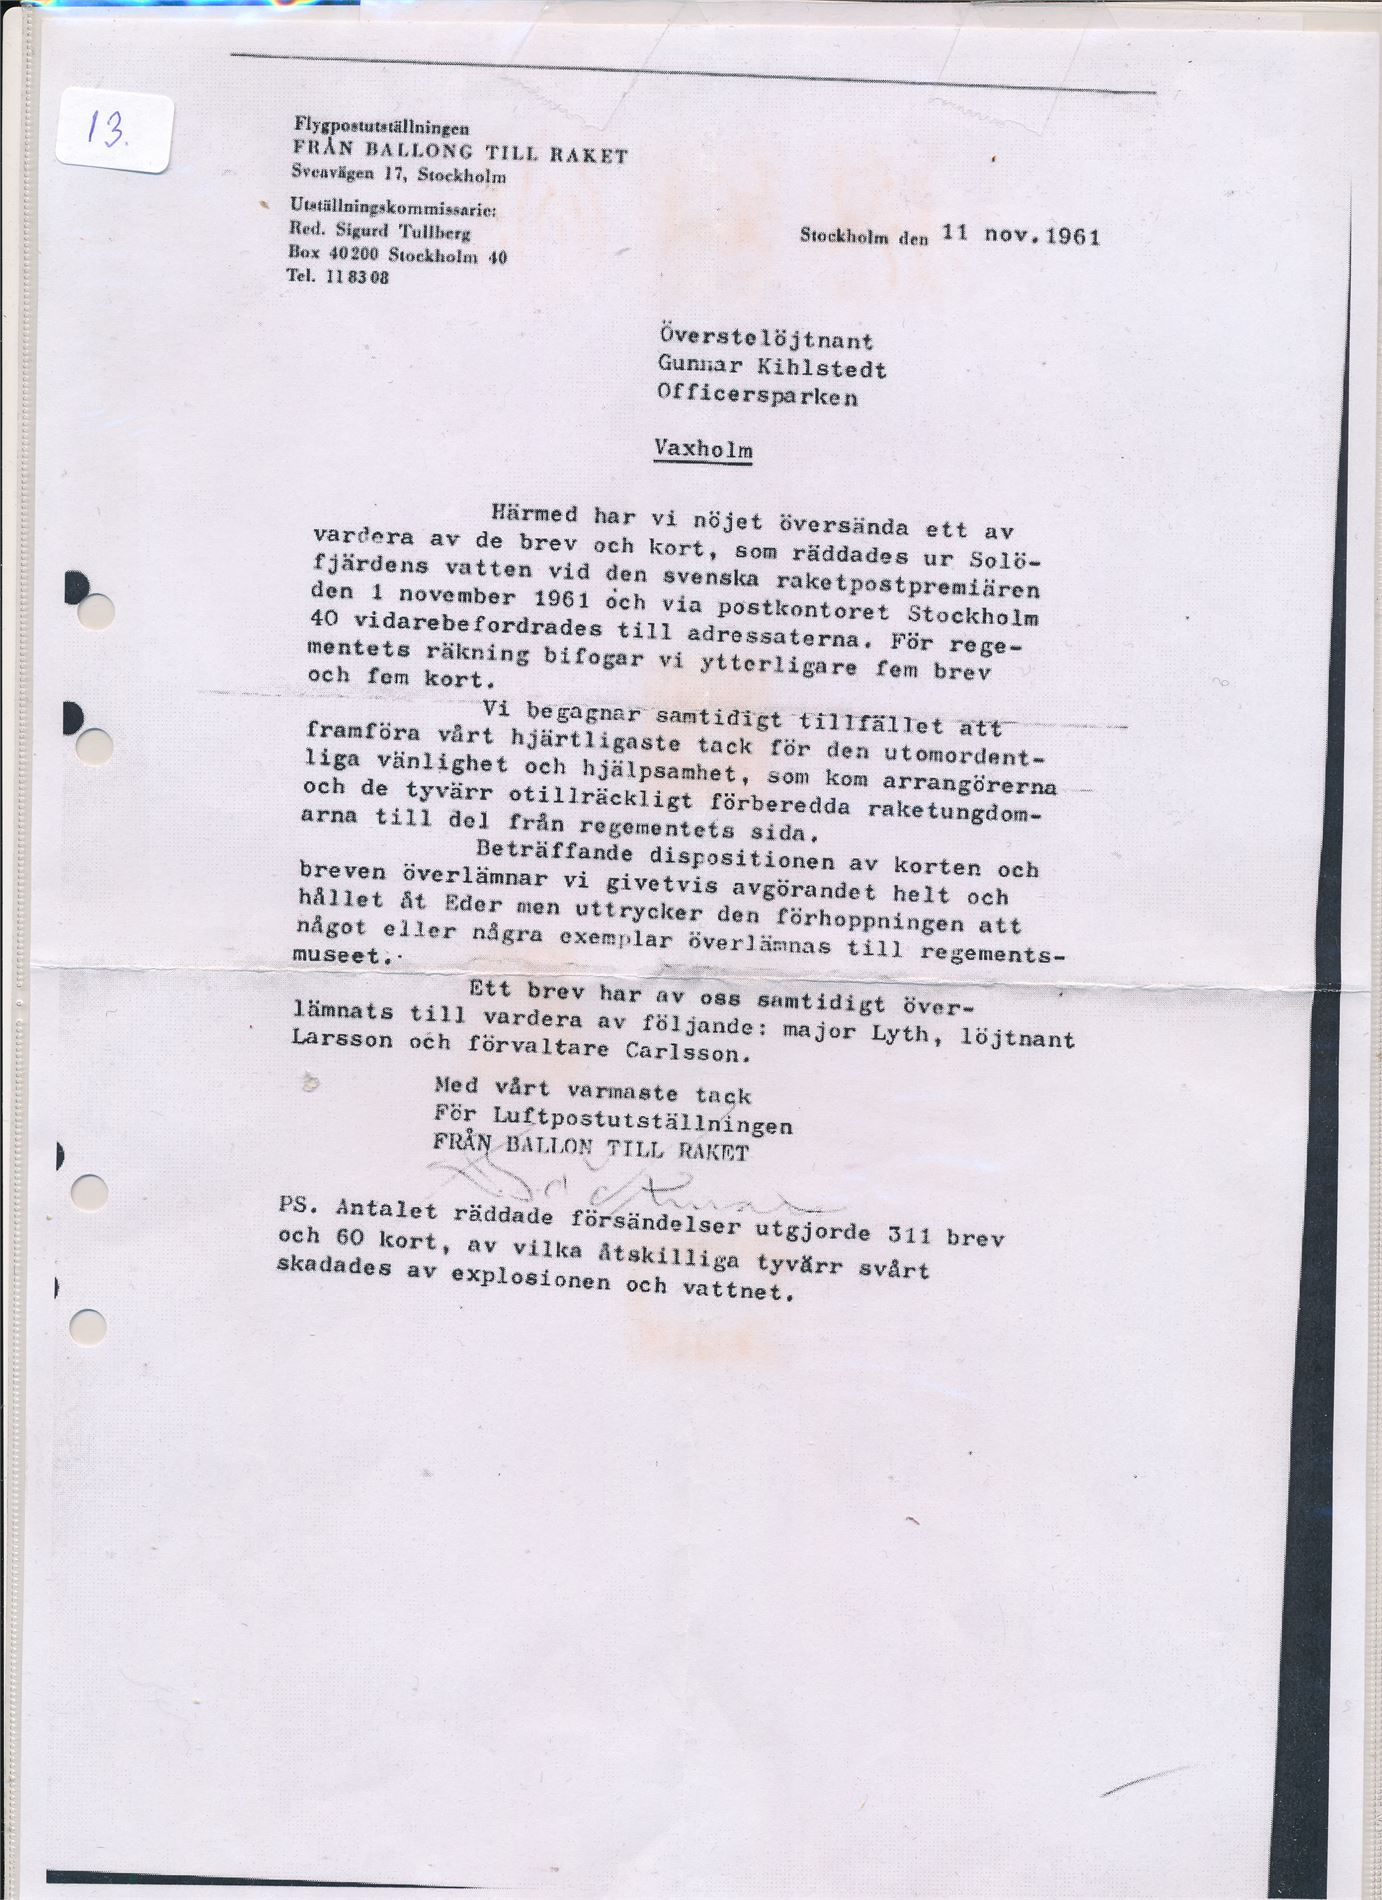 13.
Flygpostutställningen
FRÅN BALLONG TILL RAKET
Sveavägen 17, Stockholm
Utställningskommissarie:
Red. Sigurd Tullberg
Box 40200 Stockholm 40
Tel. 11 83 08
Stockholm den 11 nov. 1961
Överstelöjtnant
Gunnar Kihlstedt
Officersparken
Vaxholm
Härmed har vi nöjet översända ett av
vardera av de brev och kort, som räddades ur Solö-
fjärdens vatten vid den svenska raketpostpremiären
den 1 november 1961 och via postkontoret Stockholm
40 vidarebefordrades till adressaterna. För rege-
mentets räkning bifogar vi ytterligare fem brev
och fem kort.
Vi begagnar samtidigt tillfället att
framföra vårt hjärtligaste tack för den utomordent-
liga vänlighet och hjälpsamhet, som kom arrangörerna
och de tyvärr otillräckligt förberedda raketungdom-
arna till del från regementets sida.
Beträffande dispositionen av korten och
breven överlämnar vi givetvis avgörandet helt och
hållet åt Eder men uttrycker den förhoppningen att
något eller några exemplar överlämnas till regements-
museet.
Ett brev har av oss samtidigt över-
lämnats till vardera av följande: major Lyth, löjtnant
Larsson och förvaltare Carlsson.
Med vårt varmaste tack
För Luftpostutställningen
FRÅN BALLON TILL RAKET
PS. Antalet räddade försändelser utgjorde 311 brev
och 60 kort, av vilka åtskilliga tyvärr svårt
skadades av explosionen och vattnet.